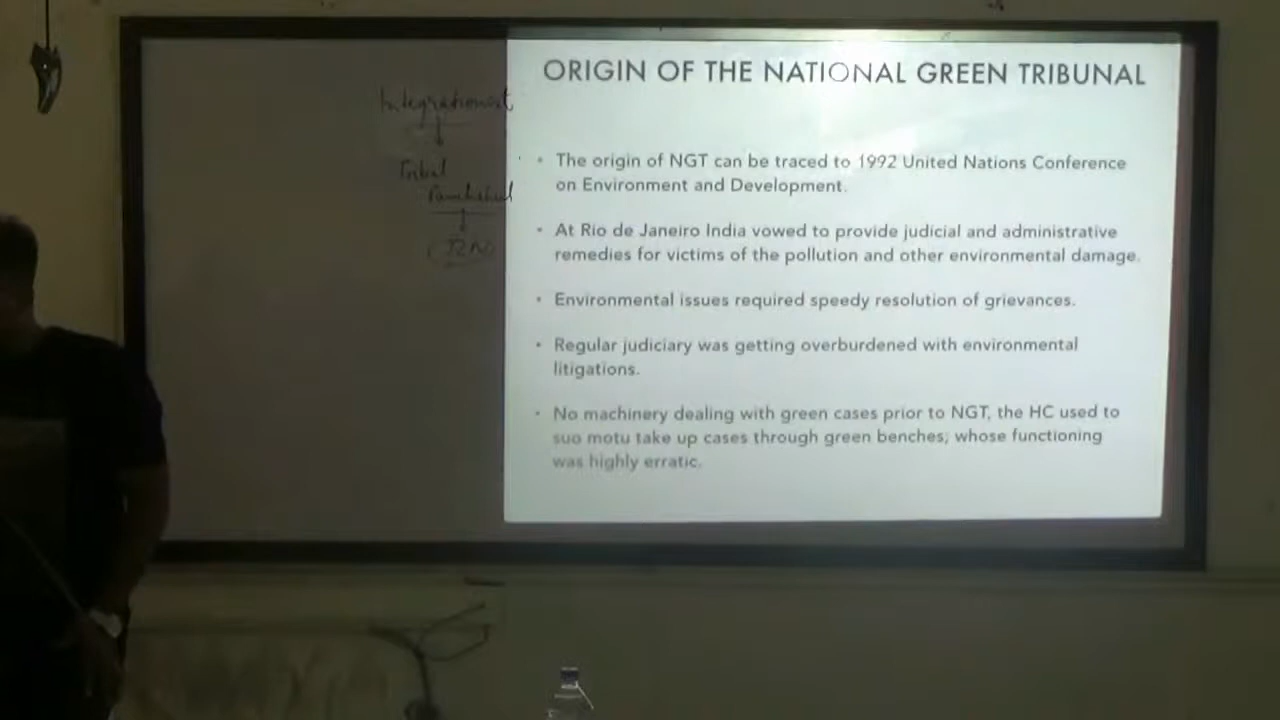 ORIGIN OF THE NATIONAL GREEN TRIBUNAL
Integrationist
Tribal
Panchsheel
• The origin of NGT can be traced to 1992 United Nations Conference
on Environment and Development.
• At Rio de Janeiro India vowed to provide judicial and administrative
remedies for victims of the pollution and other environmental damage.
• Environmental issues required speedy resolution of grievances.
• Regular judiciary was getting overburdened with environmental
litigations.
• No machinery dealing with green cases prior to NGT, the HC used to
suo motu take up cases through green benches, whose functioning
was highly erratic.